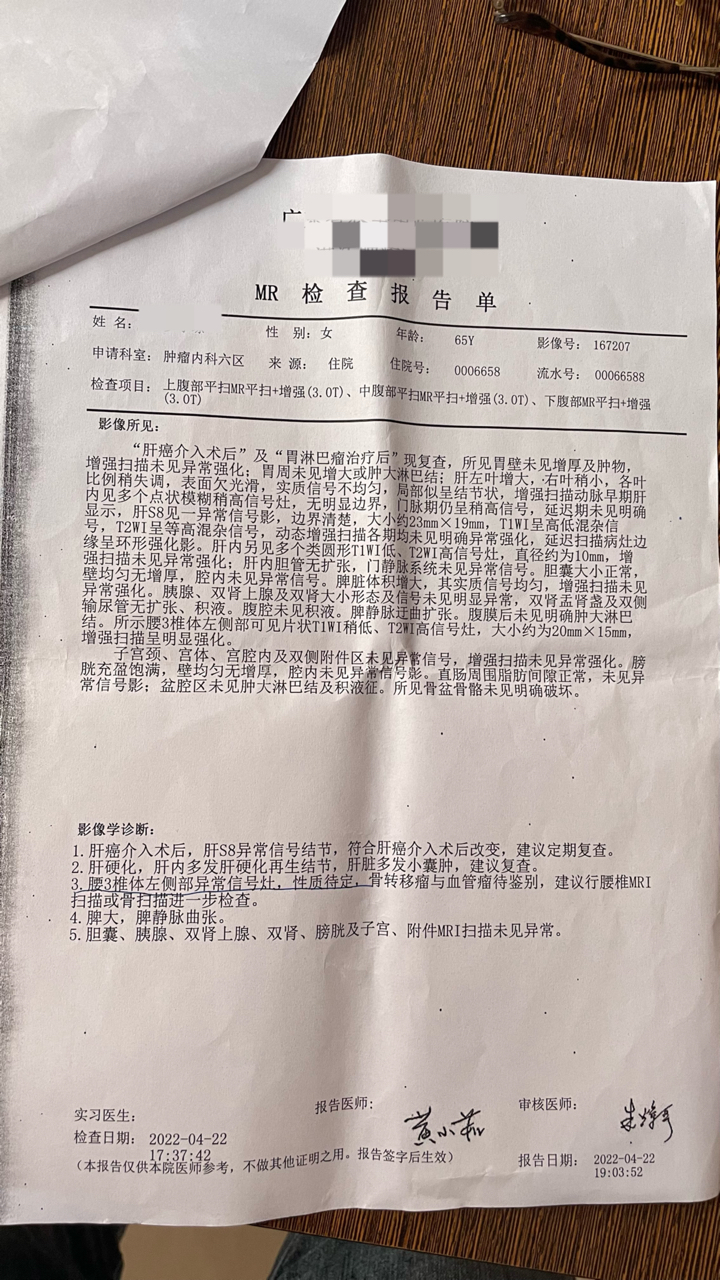 广
MR 检 查 报 告 单
姓 名： 性 别：女 年龄： 65Y 影像号：167207
申请科室：肿瘤内科六区 来 源： 住院 住院号： 0006658 流水号：00066588
检查项目：上腹部平扫MR平扫+增强(3.0T)、中腹部平扫MR平扫+增强(3.0T)、下腹部MR平扫+增强
(3.0T)
影像所见：
“肝癌介入术后”及“胃淋巴瘤治疗后”现复查，所见胃壁未见增厚及肿物，
增强扫描未见异常强化；胃周未见增大或肿大淋巴结；肝左叶增大，右叶稍小，各叶
比例稍失调，表面欠光滑，实质信号不均匀，局部似呈结节状，增强扫描动脉早期肝
内见多个点状模糊稍高信号灶，无明显边界，门脉期仍呈稍高信号，延迟期未见明确
显示，肝S8见一异常信号影，边界清楚，大小约23mm×19mm，T1WI呈高低混杂信
号，T2WI呈等高混杂信号，动态增强扫描各期均未见明确异常强化，延迟扫描病灶边
缘呈环形强化影。肝内另见多个类圆形T1WI低、T2WI高信号灶，直径约为10mm，增
强扫描未见异常强化；肝内胆管无扩张，门静脉系统未见异常信号。胆囊大小正常，
壁均匀无增厚，腔内未见异常信号。脾脏体积增大，其实质信号均匀，增强扫描未见
异常强化。胰腺、双肾上腺及双肾大小形态及信号未见明显异常，双肾盂肾盏及双侧
输尿管无扩张、积液。腹腔未见积液。脾静脉迂曲扩张。腹膜后未见明确肿大淋巴
结。所示腰3椎体左侧部可见片状T1WI稍低、T2WI高信号灶，大小约为20mm×15mm，
增强扫描呈明显强化。
子宫颈、宫体、宫腔内及双侧附件区未见异常信号，增强扫描未见异常强化。膀
胱充盈饱满，壁均匀无增厚，腔内未见异常信号影。直肠周围脂肪间隙正常，未见异
常信号影；盆腔区未见肿大淋巴结及积液征。所见骨盆骨骼未见明确破坏。
影像学诊断：
1.肝癌介入术后，肝S8异常信号结节，符合肝癌介入术后改变，建议定期复查。
2.肝硬化，肝内多发肝硬化再生结节，肝脏多发小囊肿，建议复查。
3.腰3椎体左侧部异常信号灶，性质待定，骨转移瘤与血管瘤待鉴别，建议行腰椎MRI
扫描或骨扫描进一步检查。
4.脾大，脾静脉曲张。
5.胆囊、胰腺、双肾上腺、双肾、膀胱及子宫、附件MRI扫描未见异常。
实习医生： 报告医师： 黄小 审核医师：
检查日期： 2022-04-22
17:37:42
(本报告仅供本院医师参考，不做其他证明之用。报告签字后生效) 报告日期： 2022-04-22
19:03:52